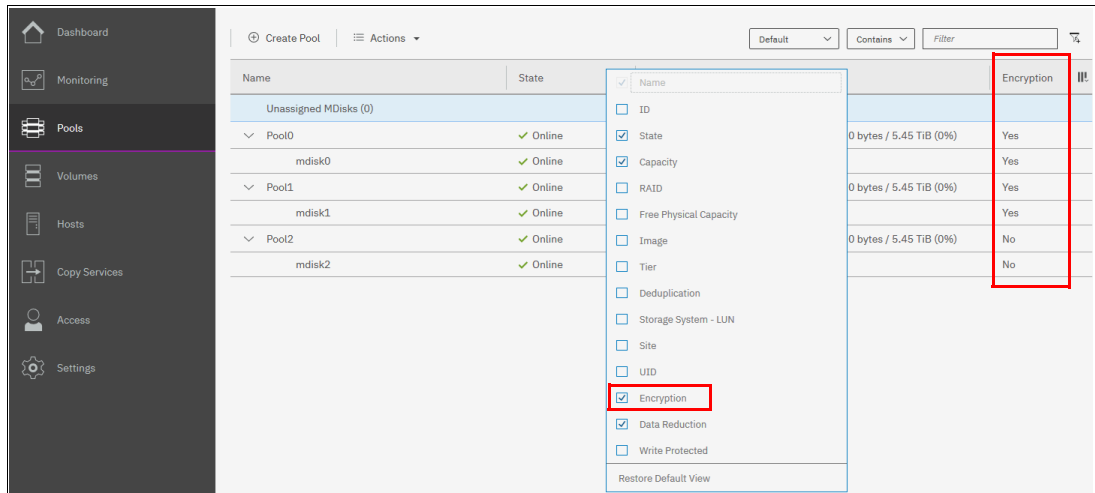 Dashboard
Monitoring
Pools
Volumes
Hosts
Copy Services
Access
Settings
Create Pool Actions Default Contains Filter
Name State Encryption
Unassigned MDisks (0)
Pool0 Online 0 bytes / 5.45 TiB (0%) Yes
mdisk0 Online Yes
Pool1 Online 0 bytes / 5.45 TiB (0%) Yes
mdisk1 Online Yes
Pool2 Online 0 bytes / 5.45 TiB (0%) No
mdisk2 Online No
Name
ID
State
Capacity
RAID
Free Physical Capacity
Image
Tier
Deduplication
Storage System - LUN
Site
UID
Encryption
Data Reduction
Write Protected
Restore Default View